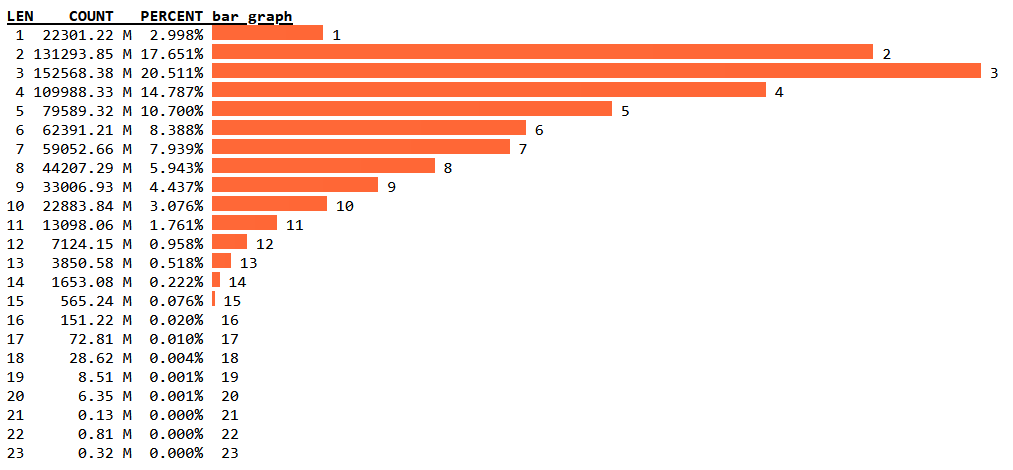 LEN COUNT PERCENT bar graph
1 22301.22 M 2.998% 1
2 131293.85 M 17.651% 2
3 152568.38 M 20.511% 3
4 109988.33 M 14.787% 4
5 79589.32 M 10.700% 5
6 62391.21 M 8.388% 6
7 59052.66 M 7.939% 7
8 44207.29 M 5.943% 8
9 33006.93 M 4.437% 9
10 22883.84 M 3.076% 10
11 13098.06 M 1.761% 11
12 7124.15 M 0.958% 12
13 3850.58 M 0.518% 13
14 1653.08 M 0.222% 14
15 565.24 M 0.076% 15
16 151.22 M 0.020% 16
17 72.81 M 0.010% 17
18 28.62 M 0.004% 18
19 8.51 M 0.001% 19
20 6.35 M 0.001% 20
21 0.13 M 0.000% 21
22 0.81 M 0.000% 22
23 0.32 M 0.000% 23